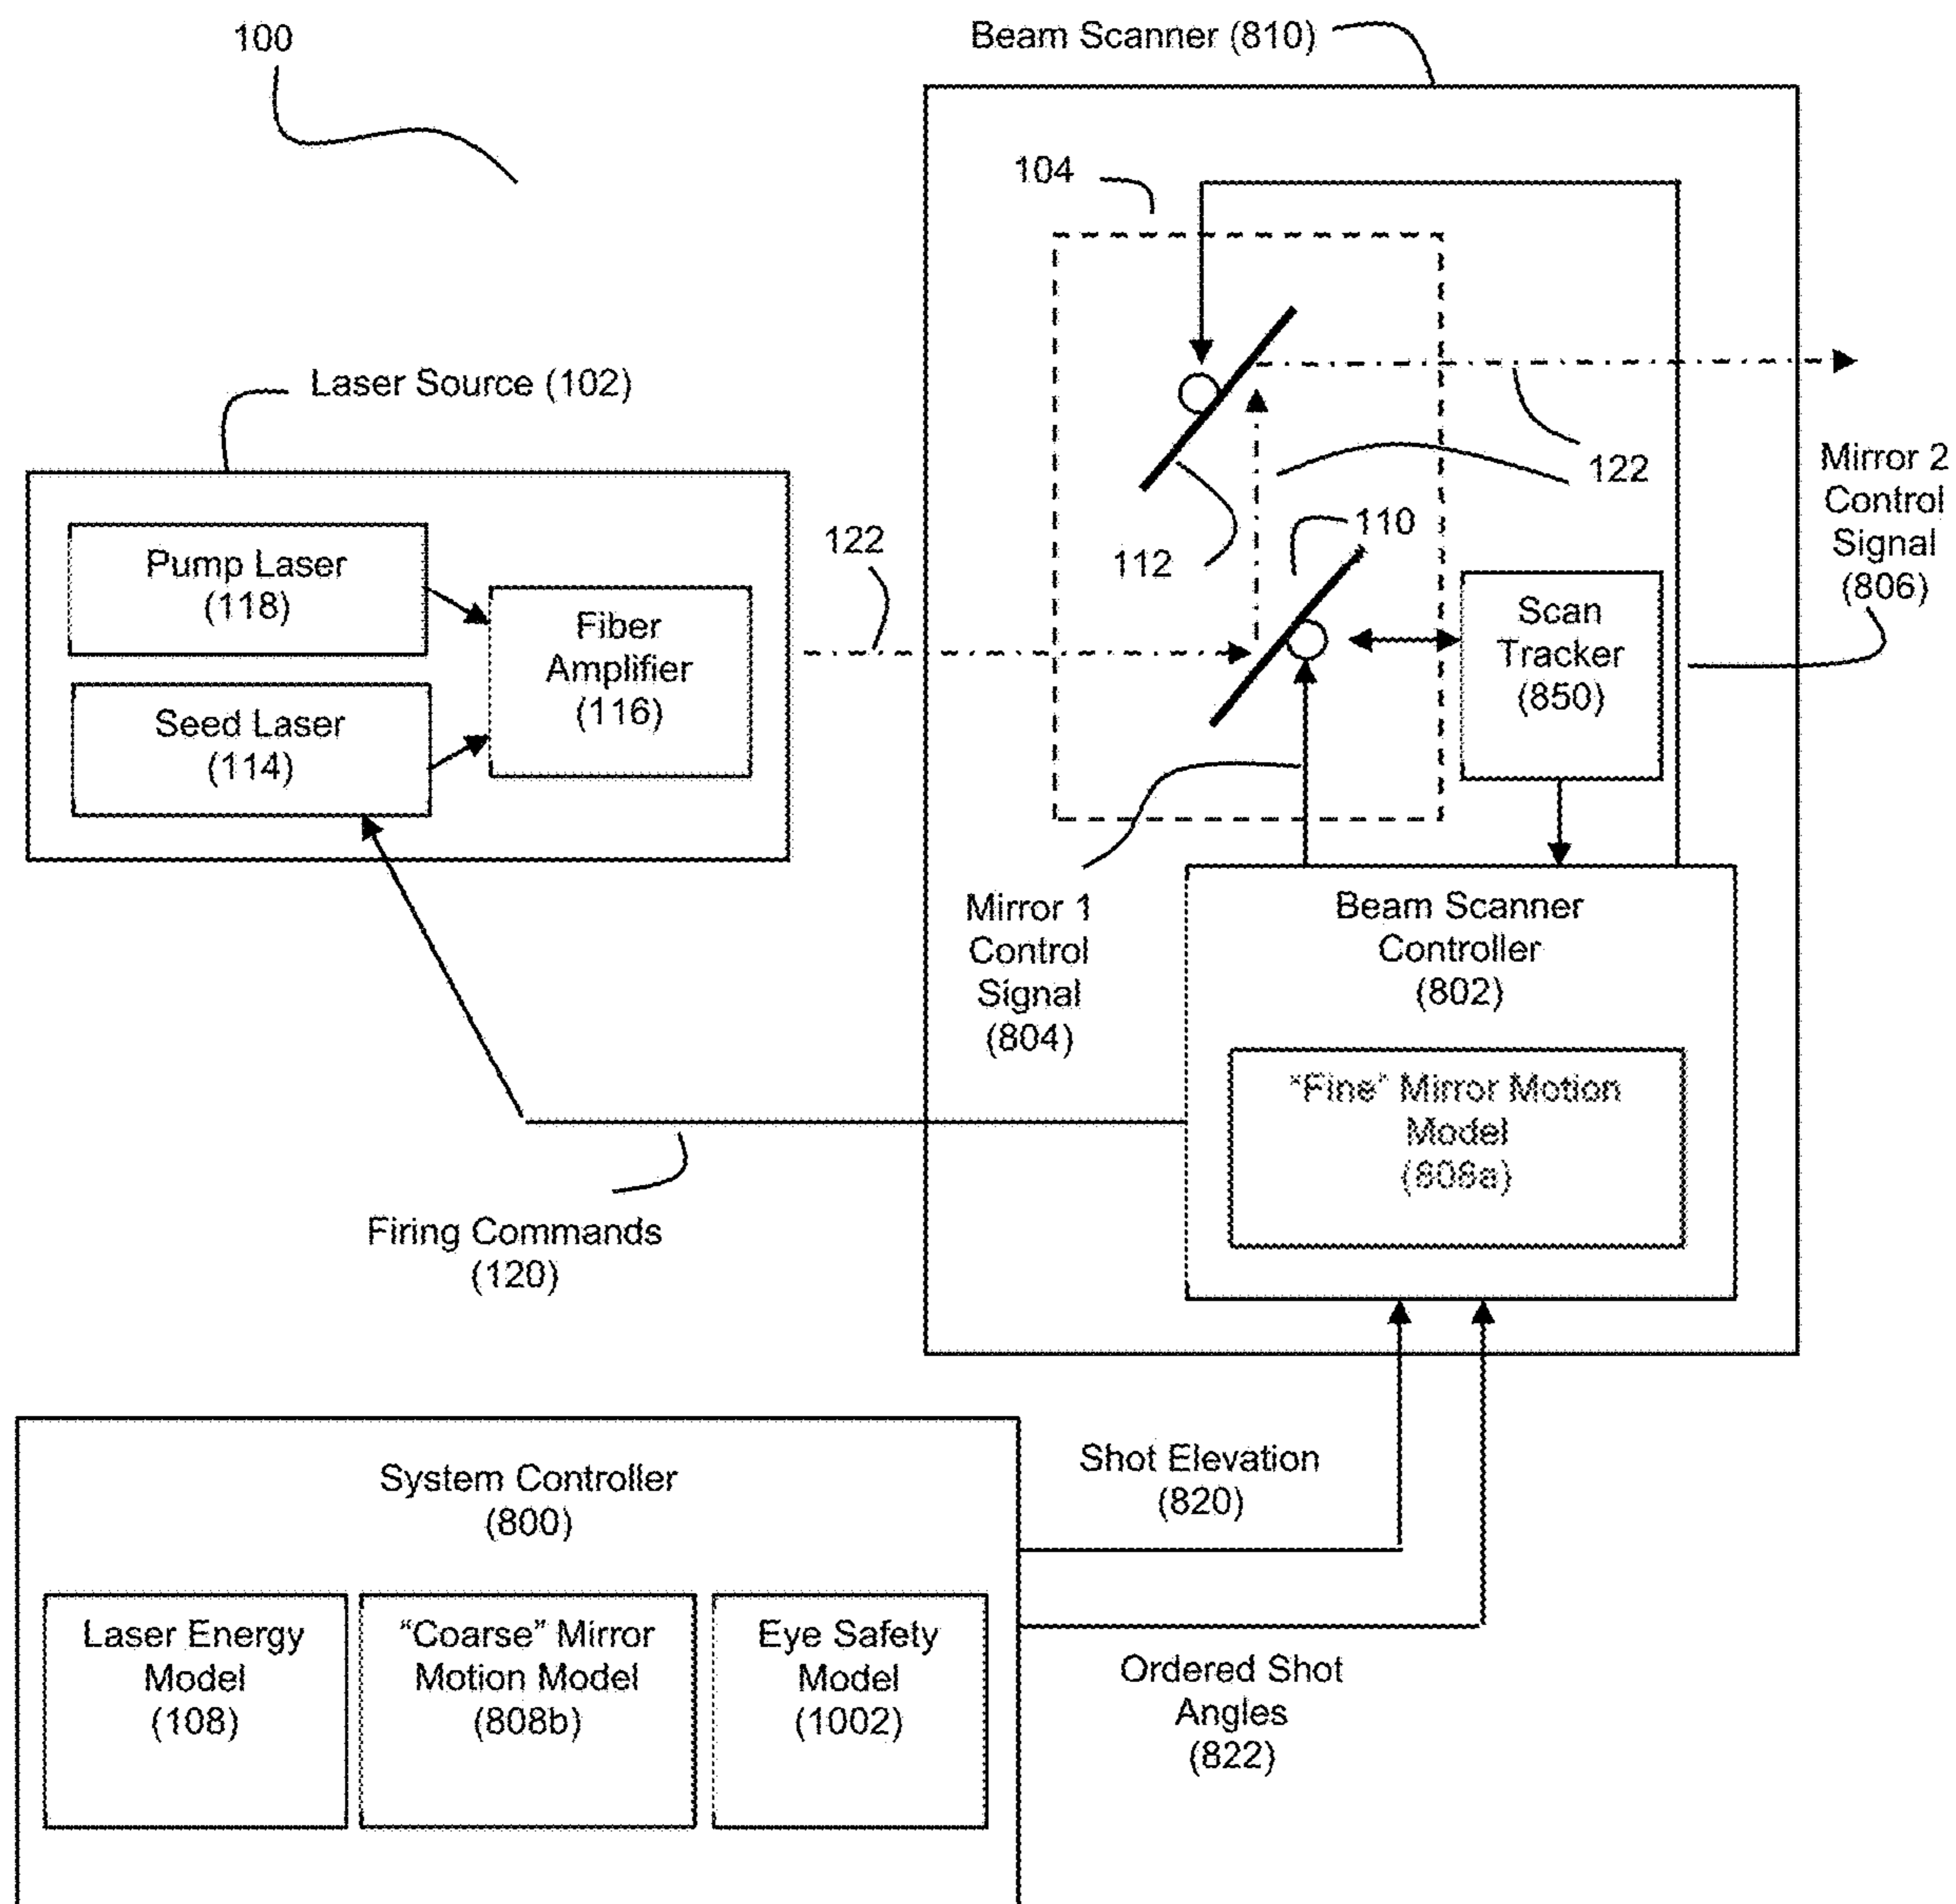 100
Beam Scanner (810)
104
Laser Source (102)
Pump Laser
(118)
Seed Laser
(114)
Fiber
Amplifier
(116)
122
112
110
122
Mirror 2
Control
Signal
(806)
Scan
Tracker
(850)
Mirror 1
Control
Signal
(804)
Beam Scanner
Controller
(802)
"Fine" Mirror Motion
Model
(808a)
Firing Commands
(120)
System Controller
(800)
Laser Energy
Model
(108)
“Coarse” Mirror
Motion Model
(808b)
Eye Safety
Model
(1002)
Shot Elevation
(820)
Ordered Shot
Angles
(822)